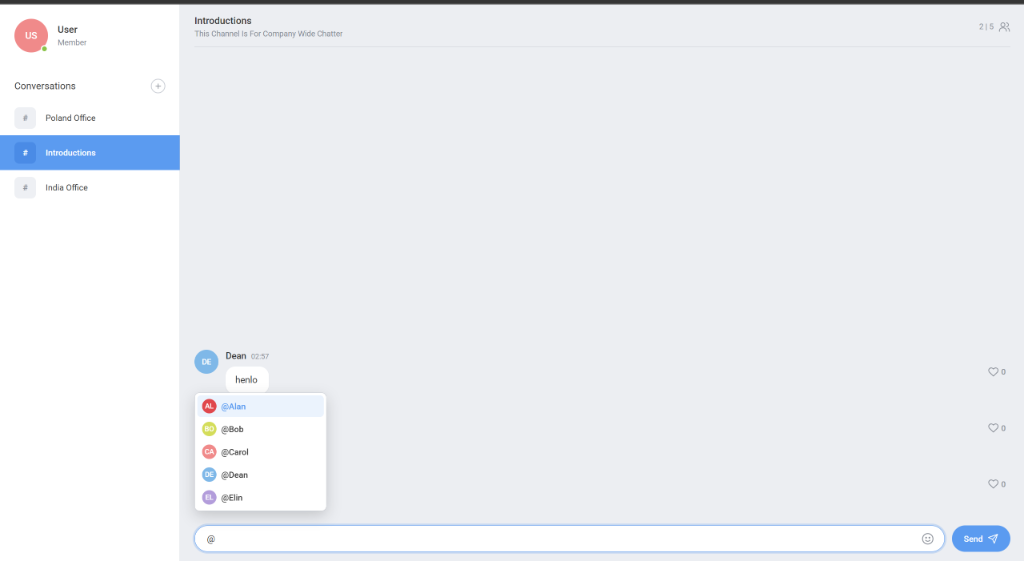 US
User
Member
Conversations
# Poland Office
# Introductions
# India Office
Introductions
This Channel Is For Company Wide Chatter
2 | 5
DE
Dean 02:57
henlo
0
AL @Alan
BO @Bob
0
CA @Carol
DE @Dean
0
EL @Elin
@
Send